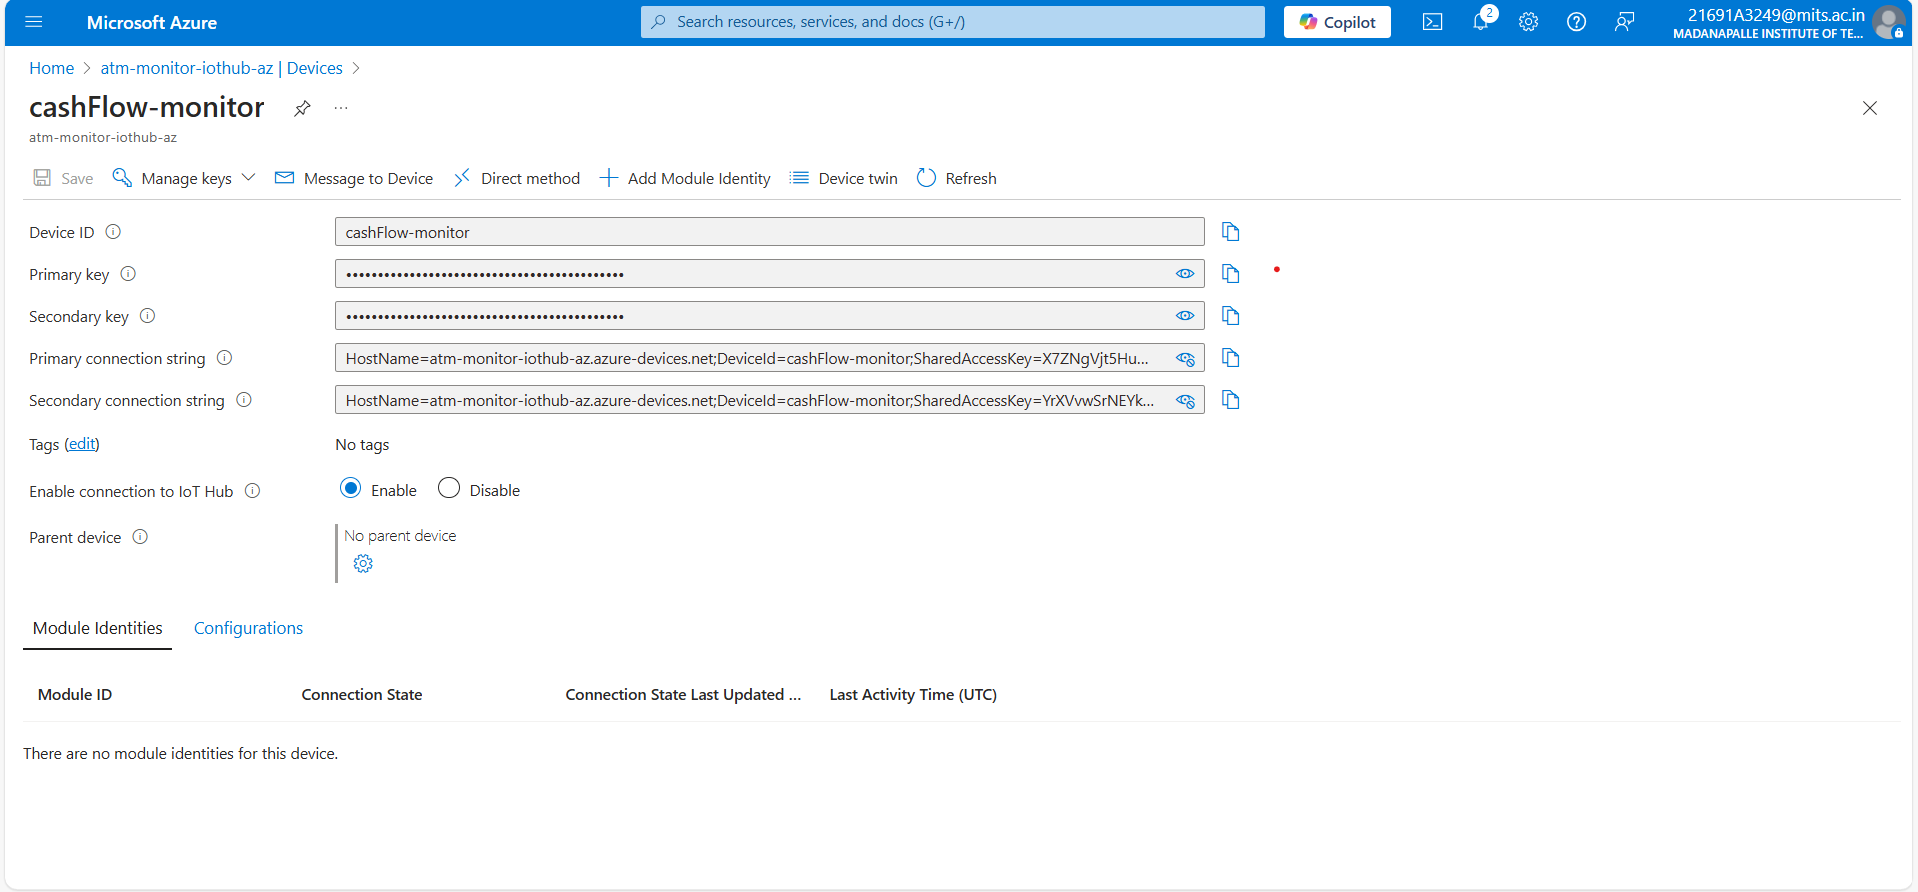 Microsoft Azure
Search resources, services, and docs (G+/)
Copilot
2
21691A3249@mits.ac.in
MADANAPALLE INSTITUTE OF TE...
Home > atm-monitor-iothub-az | Devices >
cashFlow-monitor
...
atm-monitor-iothub-az
Save Manage keys Message to Device Direct method Add Module Identity Device twin Refresh
Device ID cashFlow-monitor
Primary key ••••••••••••••••••••••••••••••••••••••••••••
Secondary key ••••••••••••••••••••••••••••••••••••••••••••
Primary connection string HostName=atm-monitor-iothub-az.azure-devices.net;DeviceId=cashFlow-monitor;SharedAccessKey=X7ZNgVjt5Hu...
Secondary connection string HostName=atm-monitor-iothub-az.azure-devices.net;DeviceId=cashFlow-monitor;SharedAccessKey=YrXVvwSrNEYk...
Tags (edit) No tags
Enable connection to IoT Hub Enable Disable
Parent device No parent device
Module Identities Configurations
Module ID Connection State Connection State Last Updated ... Last Activity Time (UTC)
There are no module identities for this device.